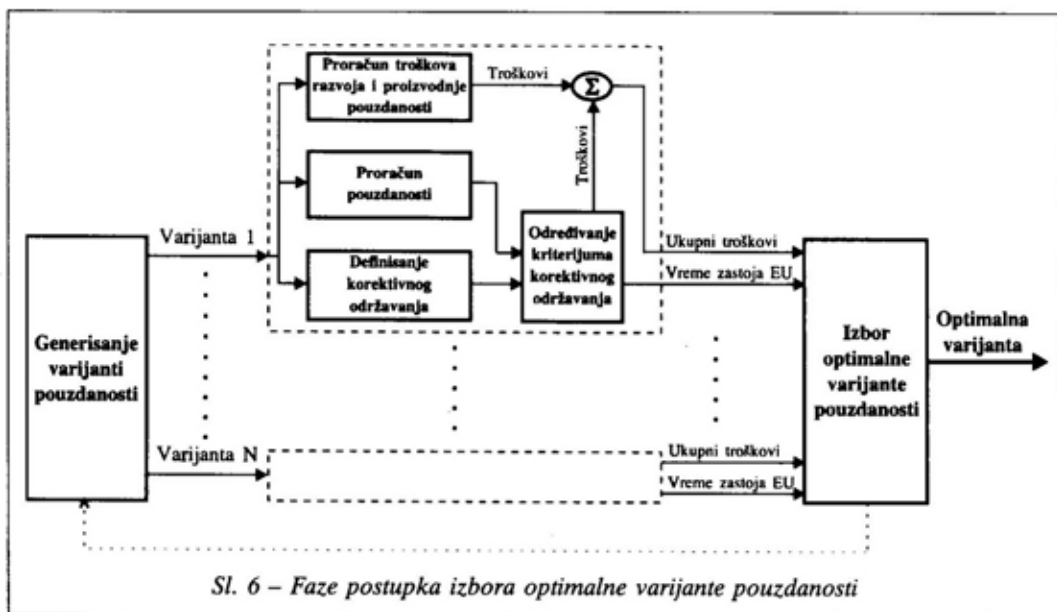 Proračun troškova
razvoja i proizvodnje
pouzdanosti
Troškovi
Σ
Troškovi
Proračun
pouzdanosti
Određivanje
kriterijuma
korektivnog
održavanja
Definisanje
korektivnog
održavanja
Varijanta 1
Ukupni troškovi
Vreme zastoja EU
Generisanje
varijanti
pouzdanosti
Izbor
optimalne
varijante
pouzdanosti
Optimalna
varijanta
Varijanta N
Ukupni troškovi
Vreme zastoja EU
Sl. 6 – Faze postupka izbora optimalne varijante pouzdanosti